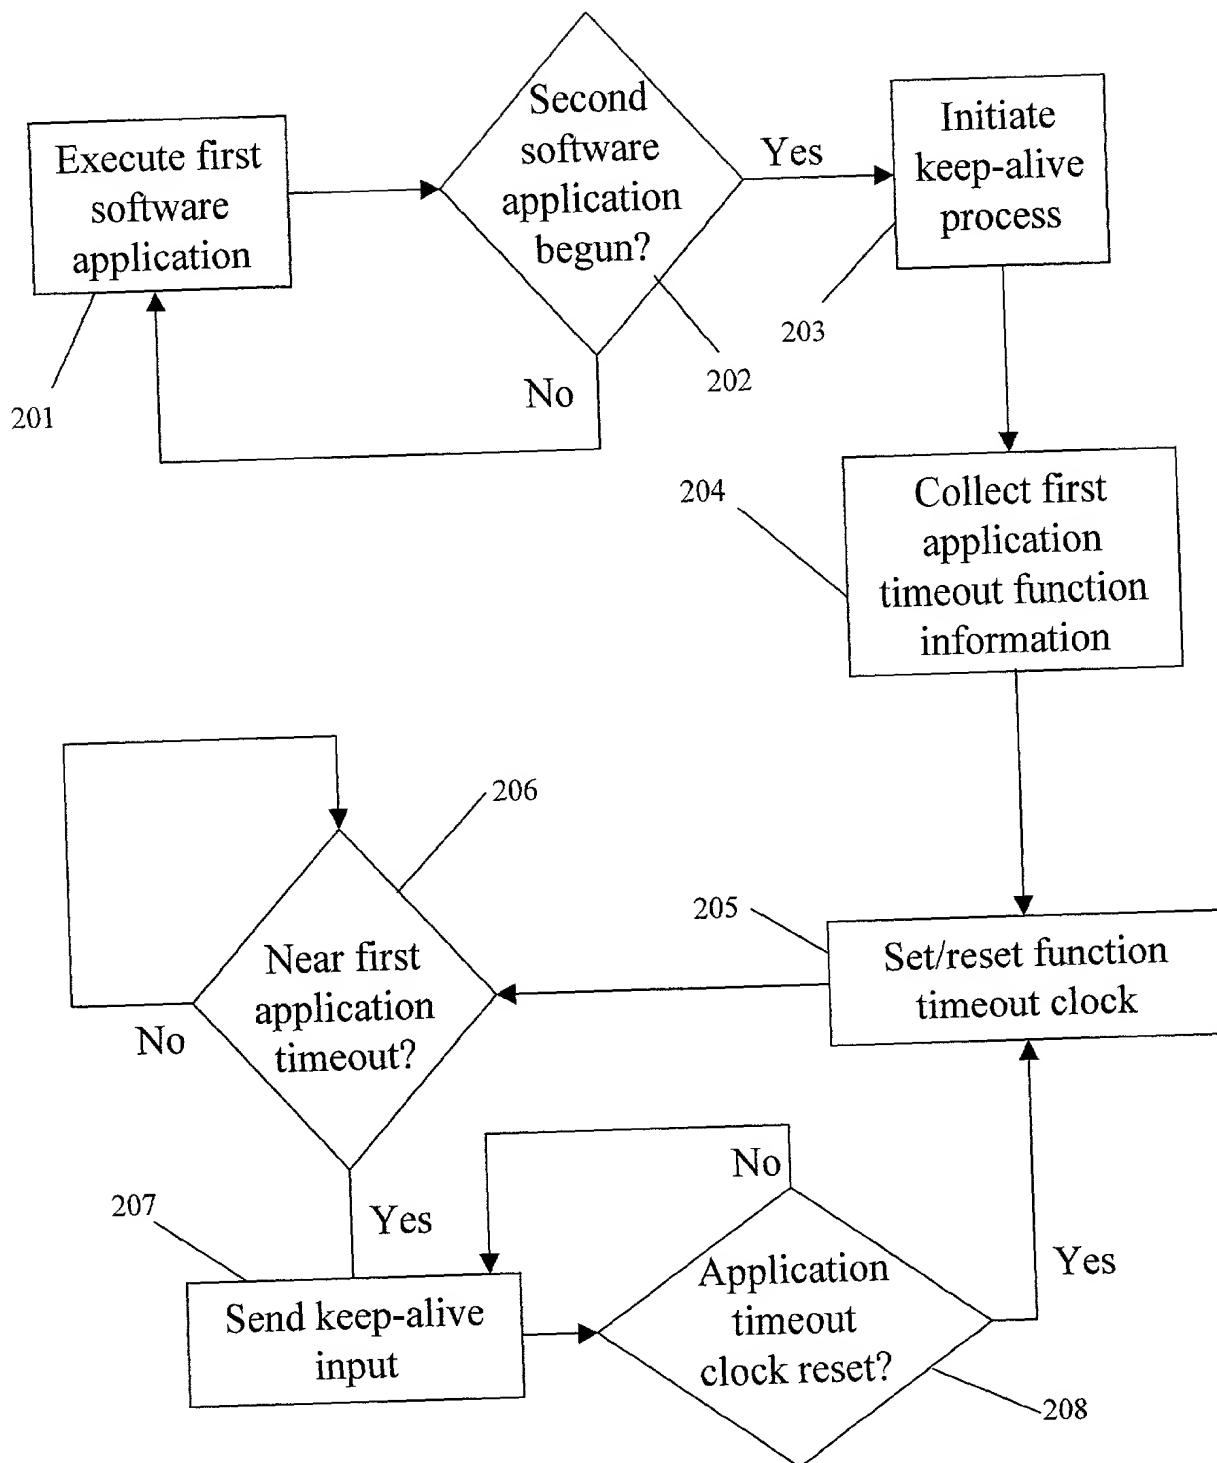 Execute first
software
application
201
Second
software
application
begun?
202
Yes
No
Initiate
keep-alive
process
203
Collect first
application
timeout function
information
204
Set/reset function
timeout clock
205
Near first
application
timeout?
206
No
Yes
Send keep-alive
input
207
Application
timeout
clock reset?
208
No
Yes